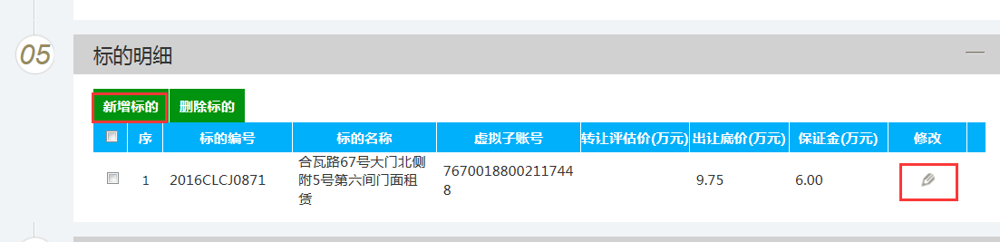 05
标的明细
新增标的 删除标的
序 标的编号 标的名称 虚拟子账号 转让评估价(万元) 出让底价(万元) 保证金(万元) 修改
1 2016CLCJ0871 合瓦路67号大门北侧 7670018800211744 9.75 6.00
附5号第六间门面租 8
赁